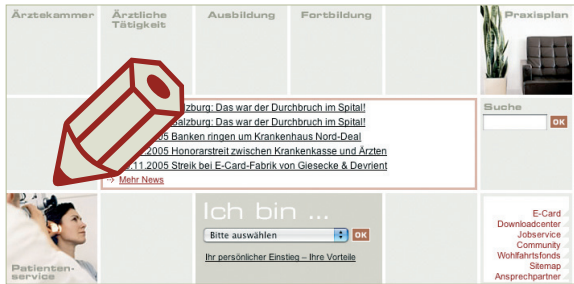 Ärztekammer
Ärztliche
Tätigkeit
Ausbildung
Fortbildung
Praxisplan
zburg: Das war der Durchbruch im Spital!
alzburg: Das war der Durchbruch im Spital!
Banken ringen um Krankenhaus Nord-Deal
2005 Honorarstreit zwischen Krankenkasse und Ärzten
.11.2005 Streik bei E-Card-Fabrik von Giesecke & Devrient
Mehr News
Suche
OK
Patienten-
service
Ich bin ...
Bitte auswählen
OK
Ihr persönlicher Einstieg – Ihre Vorteile
E-Card
Downloadcenter
Jobservice
Community
Wohlfahrtsfonds
Sitemap
Ansprechpartner